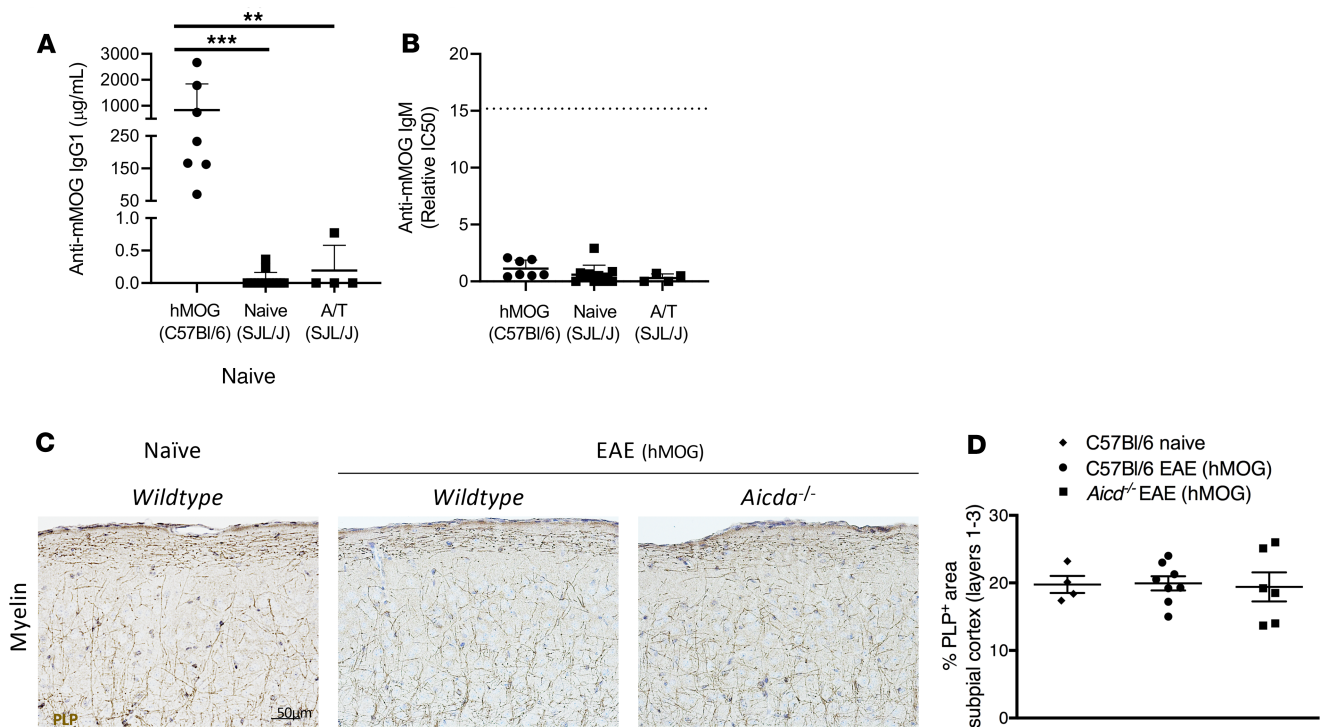 A
**
***
Anti-mMOG IgG1 (μg/mL)
3000
2000
1000
250
150
50
1.0
0.5
0.0
hMOG
(C57Bl/6)
Naive
(SJL/J)
A/T
(SJL/J)
Naive
B
Anti-mMOG IgM
(Relative IC50)
20
15
10
5
0
hMOG
(C57Bl/6)
Naive
(SJL/J)
A/T
(SJL/J)
C
Naïve
EAE (hMOG)
Wildtype
Wildtype
Aicda-/-
Myelin
PLP
50μm
D
C57Bl/6 naive
C57Bl/6 EAE (hMOG)
Aicd-/- EAE (hMOG)
% PLP+ area
subpial cortex (layers 1-3)
30
20
10
0